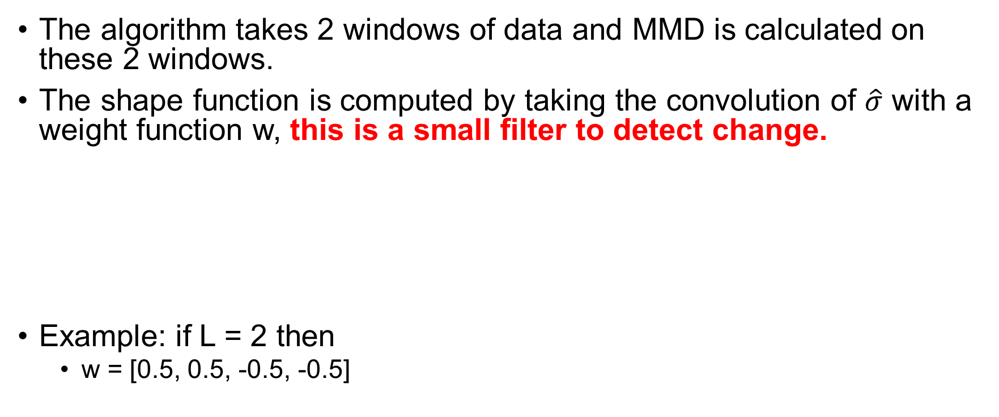 • The algorithm takes 2 windows of data and MMD is calculated on
these 2 windows.
• The shape function is computed by taking the convolution of σ̂ with a
weight function w, this is a small filter to detect change.
• Example: if L = 2 then
• w = [0.5, 0.5, -0.5, -0.5]